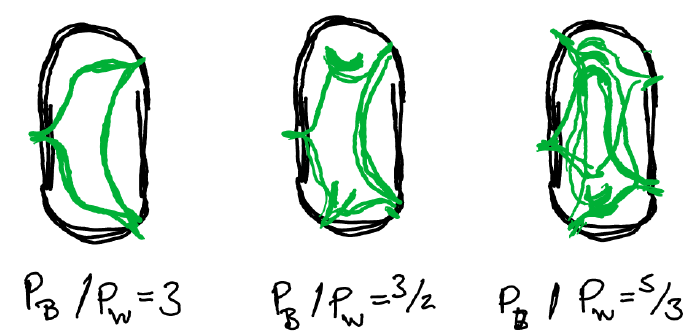 P_B / P_W = 3
P_B / P_W = 3/2
P_B / P_W = 5/3